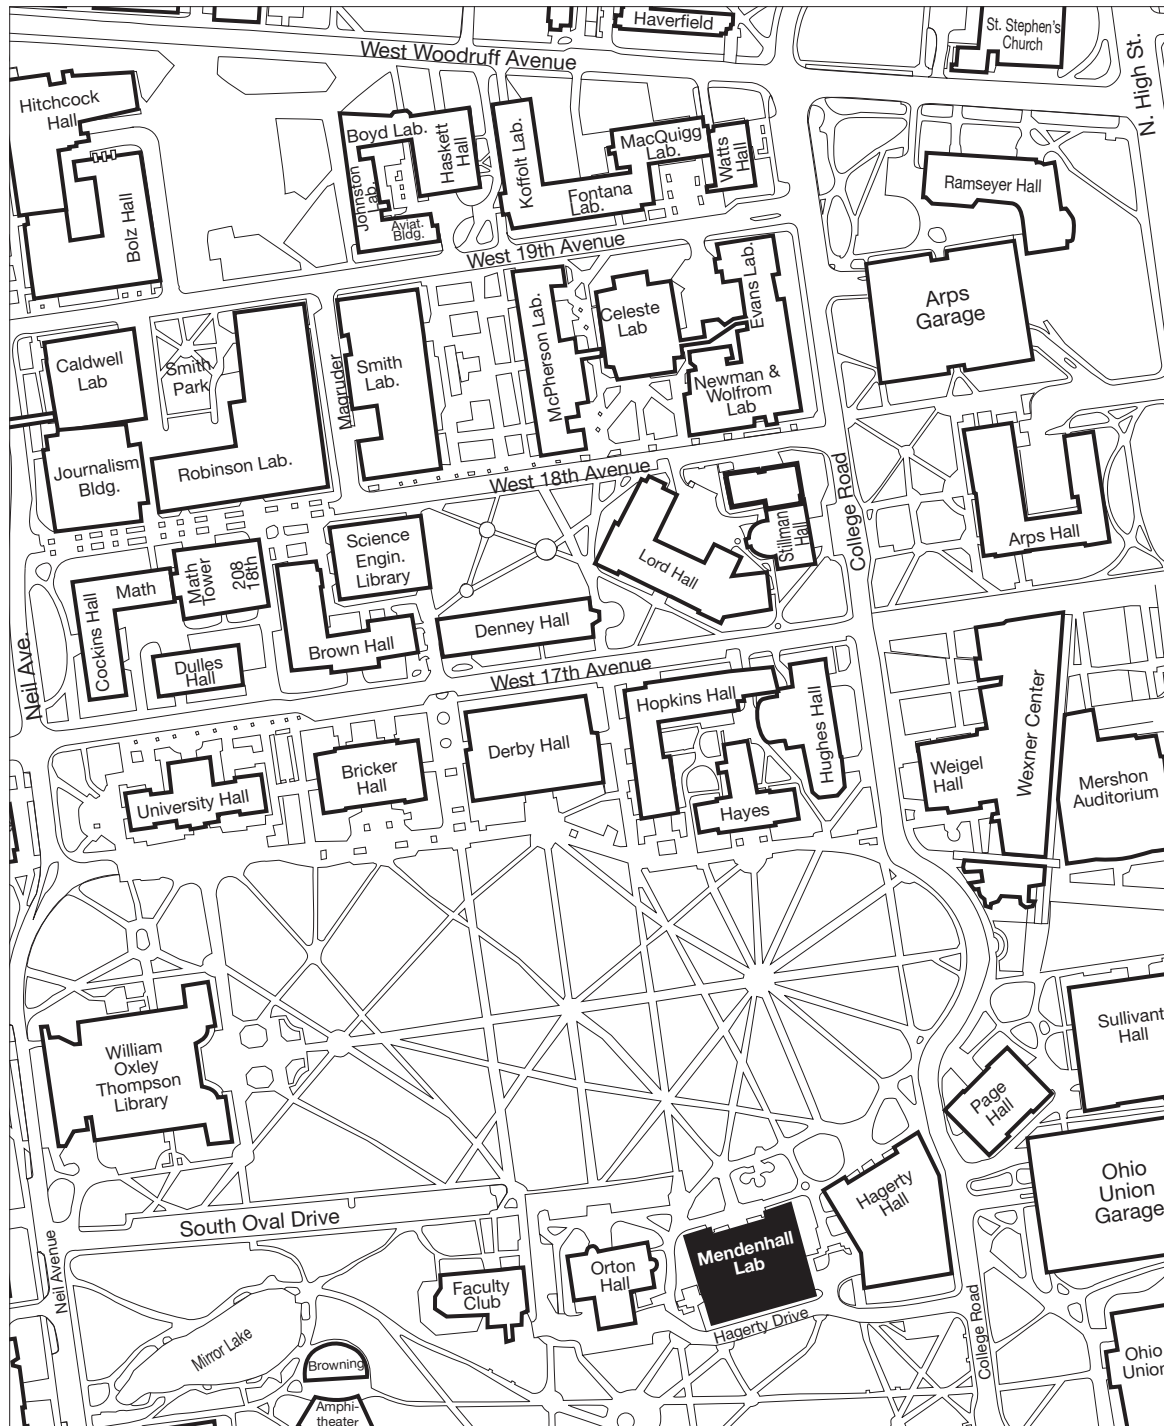 Haverfield
St. Stephen's
Church
West Woodruff Avenue
N. High St.
Hitchcock
Hall
Boyd Lab.
Haskett
Hall
Koffolt Lab.
MacQuigg
Lab.
Watts
Hall
Johnston
Lab.
Fontana
Lab.
Ramseyer Hall
Bolz Hall
Aviat.
Bldg.
West 19th Avenue
Evans Lab.
Arps
Garage
Celeste
Lab
McPherson Lab.
Caldwell
Lab
Smith
Park
Magruder
Smith
Lab.
Newman &
Wolfrom
Lab
Journalism
Bldg.
Robinson Lab.
West 18th Avenue
College Road
Stillman
Hall
Arps Hall
Science
Engin.
Library
Lord Hall
Math
Math
Tower
208
18th
Cockins Hall
Denney Hall
Brown Hall
Dulles
Hall
Neil Ave.
West 17th Avenue
Hopkins Hall
Hughes Hall
Wexner Center
Derby Hall
Bricker
Hall
Weigel
Hall
Mershon
Auditorium
University Hall
Hayes
William
Oxley
Thompson
Library
Sullivant
Hall
Page
Hall
Ohio
Union
Garage
Hagerty
Hall
South Oval Drive
Mendenhall
Lab
Neil Avenue
Orton
Hall
Faculty
Club
Hagerty Drive
College Road
Mirror Lake
Browning
Amphi-
theater
Ohio
Union